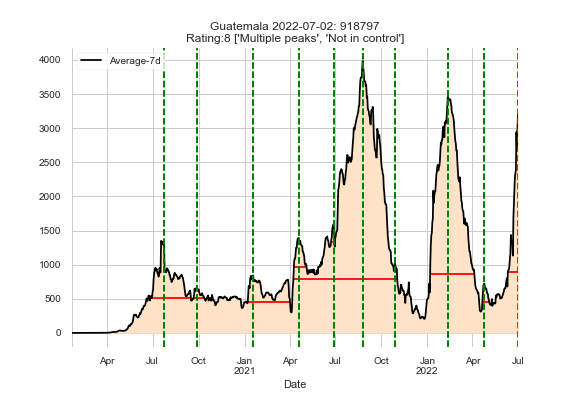 Guatemala 2022-07-02: 918797
Rating:8 ['Multiple peaks', 'Not in control']
Average-7d
4000
3500
3000
2500
2000
1500
1000
500
0
Apr Jul Oct Jan Apr Jul Oct Jan Apr Jul
2021 2022
Date